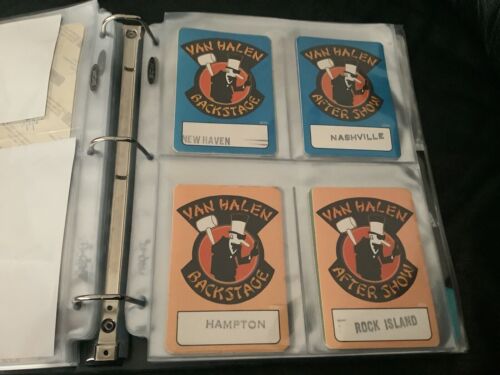 VAN HALEN
BACKSTAGE
NEW HAVEN
VAN HALEN
AFTER SHOW
NASHVILLE
VAN HALEN
BACKSTAGE
HAMPTON
VAN HALEN
AFTER SHOW
ROCK ISLAND